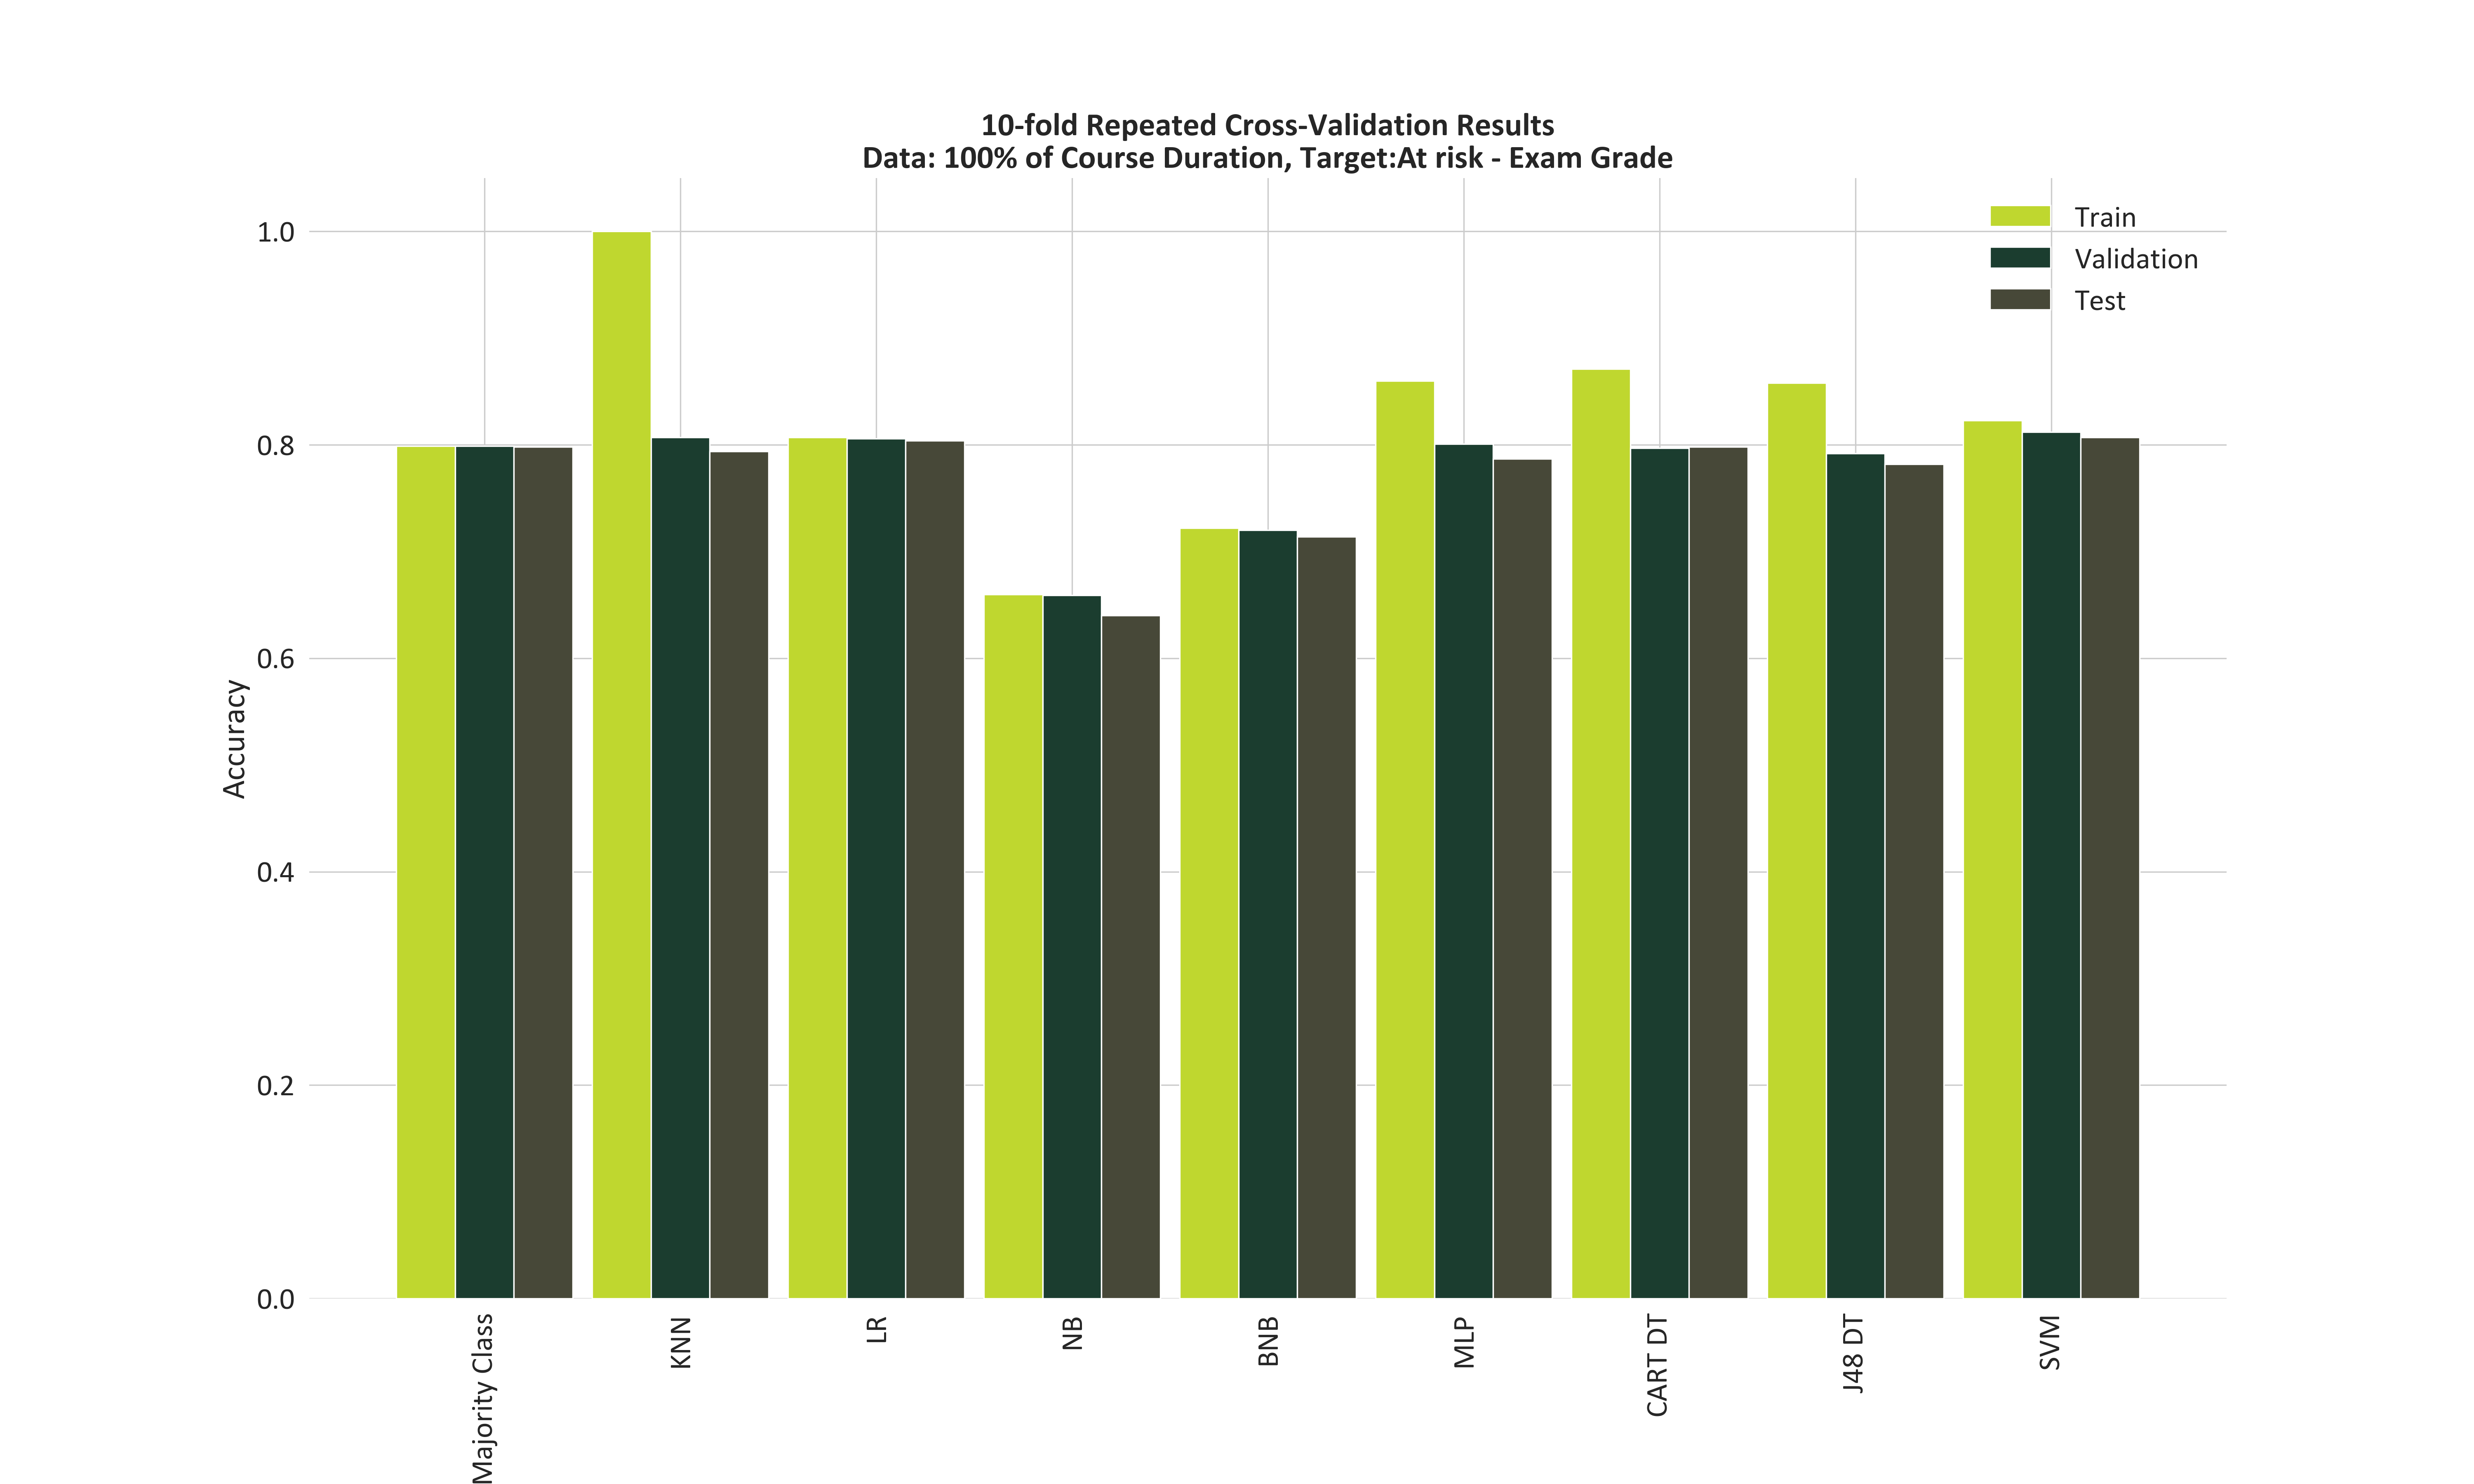 10-fold Repeated Cross-Validation Results
Data: 100% of Course Duration, Target:At risk - Exam Grade
Train
Validation
Test
Accuracy
1.0
0.8
0.6
0.4
0.2
0.0
Majority Class
KNN
LR
NB
BNB
MLP
CART DT
J48 DT
SVM